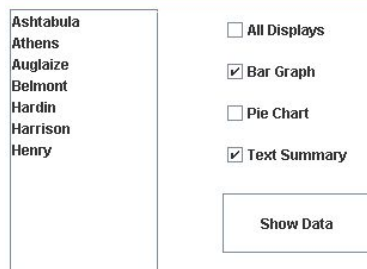 Ashtabula
Athens
Auglaize
Belmont
Hardin
Harrison
Henry
All Displays
Bar Graph
Pie Chart
Text Summary
Show Data